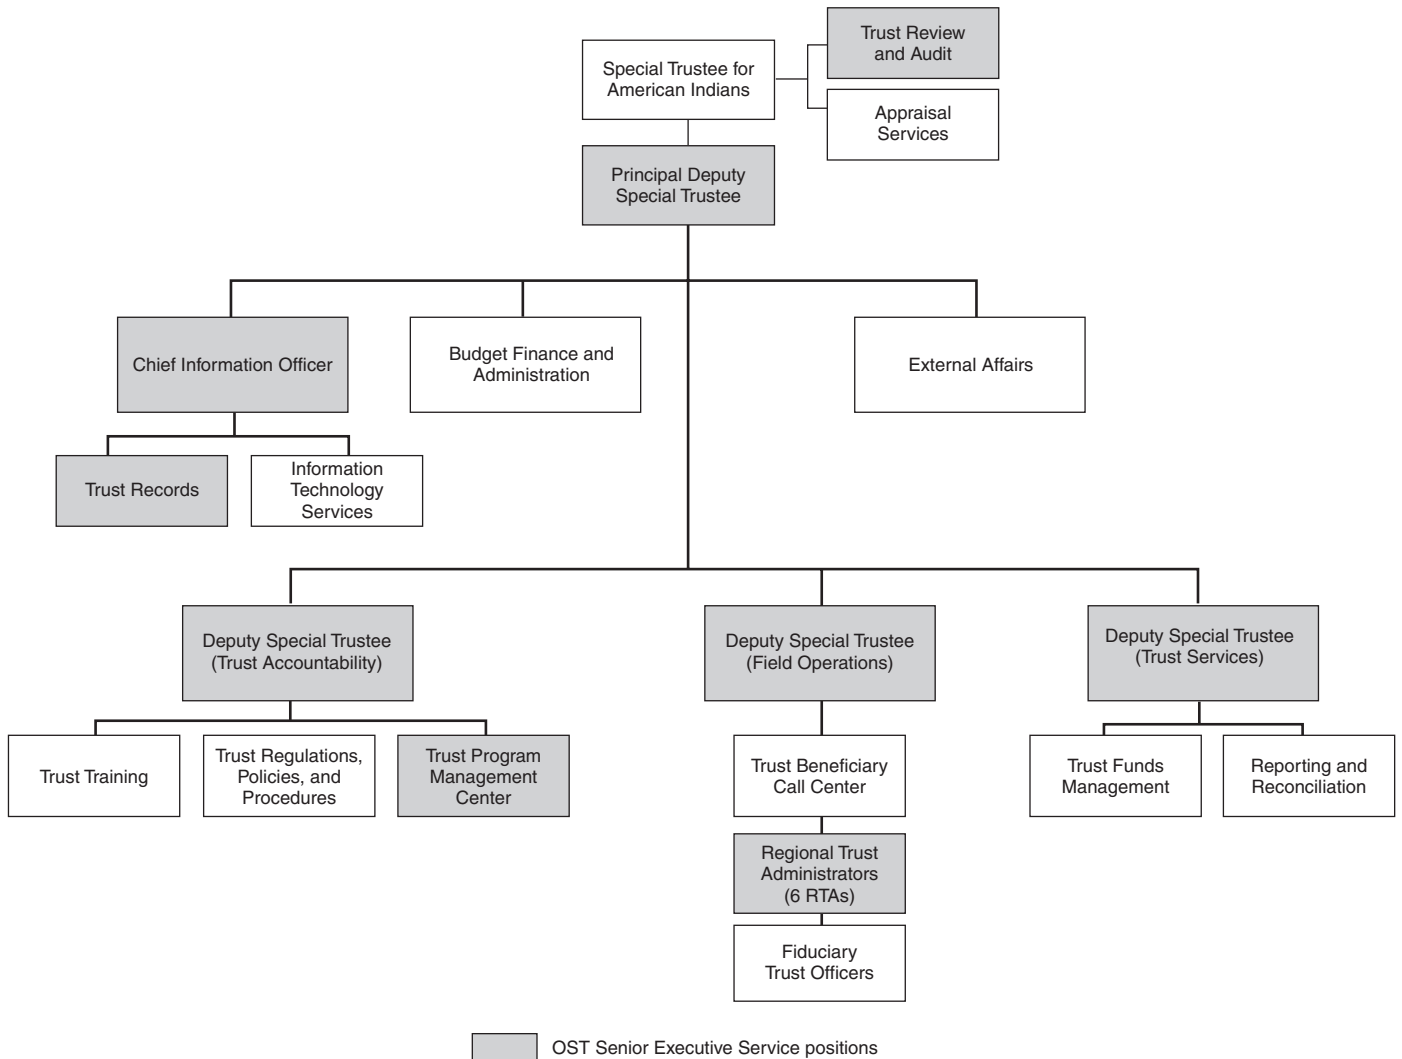 Trust Review
and Audit
Special Trustee for
American Indians
Appraisal
Services
Principal Deputy
Special Trustee
Chief Information Officer
Budget Finance and
Administration
External Affairs
Trust Records
Information
Technology
Services
Deputy Special Trustee
(Trust Accountability)
Deputy Special Trustee
(Field Operations)
Deputy Special Trustee
(Trust Services)
Trust Training
Trust Regulations,
Policies, and
Procedures
Trust Program
Management
Center
Trust Beneficiary
Call Center
Trust Funds
Management
Reporting and
Reconciliation
Regional Trust
Administrators
(6 RTAs)
Fiduciary
Trust Officers
OST Senior Executive Service positions